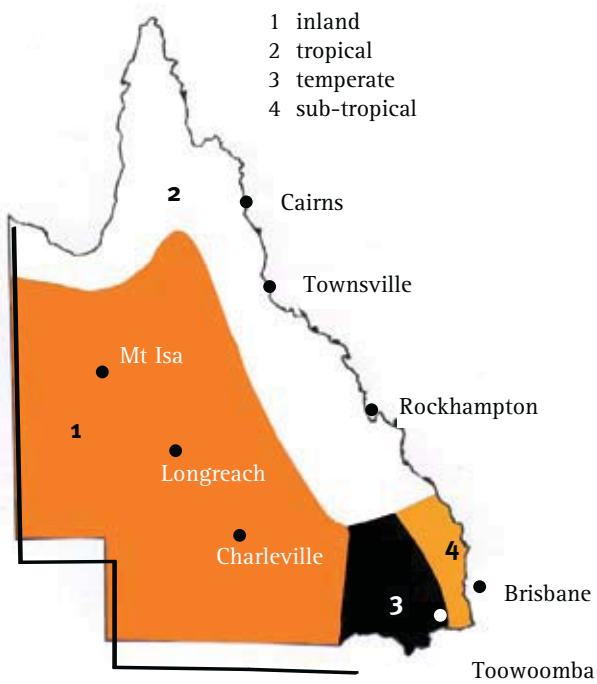 1 inland
2 tropical
3 temperate
4 sub-tropical
2
Cairns
Townsville
Mt Isa
Rockhampton
1
Longreach
Charleville
4
3
Brisbane
Toowoomba